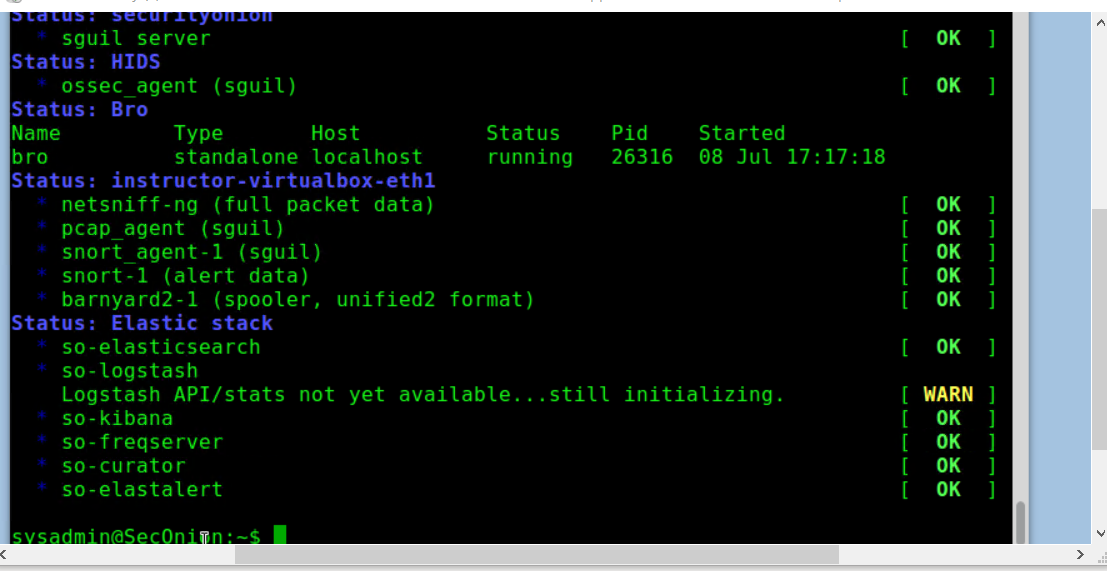 Status: securityonion
* sguil server [ OK ]
Status: HIDS
* ossec_agent (sguil) [ OK ]
Status: Bro
Name Type Host Status Pid Started
bro standalone localhost running 26316 08 Jul 17:17:18
Status: instructor-virtualbox-eth1
* netsniff-ng (full packet data) [ OK ]
* pcap_agent (sguil) [ OK ]
* snort_agent-1 (sguil) [ OK ]
* snort-1 (alert data) [ OK ]
* barnyard2-1 (spooler, unified2 format) [ OK ]
Status: Elastic stack
* so-elasticsearch [ OK ]
* so-logstash
Logstash API/stats not yet available...still initializing. [ WARN ]
* so-kibana [ OK ]
* so-freqserver [ OK ]
* so-curator [ OK ]
* so-elastalert [ OK ]
sysadmin@SecOnion:~$